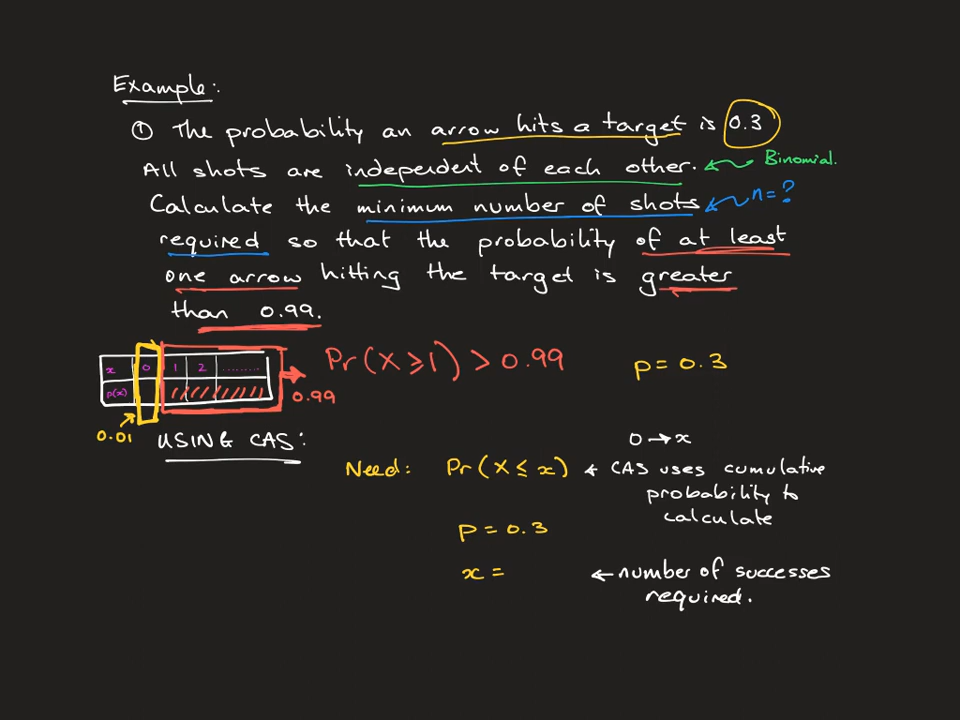 Example:
① The probability an arrow hits a target is 0.3
All shots are independent of each other. Binomial.
Calculate the minimum number of shots n=?
required so that the probability of at least
one arrow hitting the target is greater
than 0.99.
x 0 1 2 ........
p(x)
Pr(X ≥ 1) > 0.99
p = 0.3
0.99
0.01
USING CAS:
0 → x
Need: Pr(X ≤ x) ← CAS uses cumulative
probability to
calculate
p = 0.3
x = ← number of successes
required.